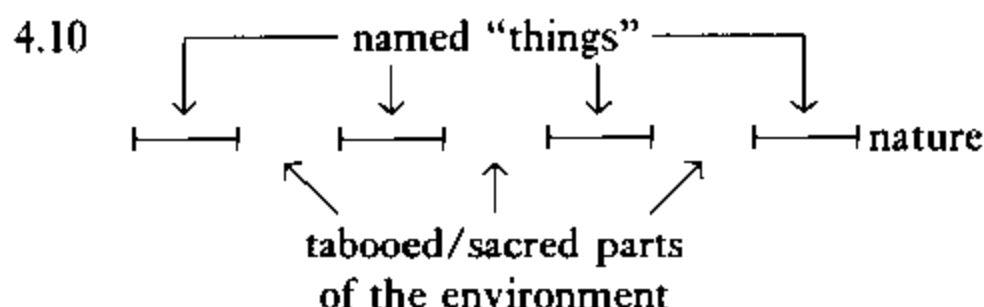 4.10
named “things”
nature
tabooed/sacred parts
of the environment